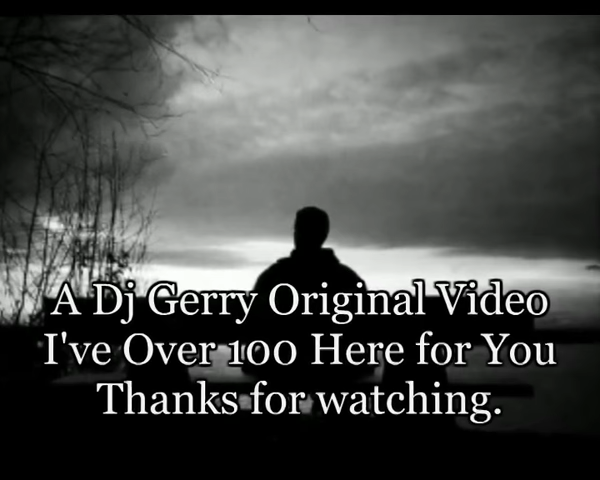 A Dj Gerry Original Video
I've Over 100 Here for You
Thanks for watching.